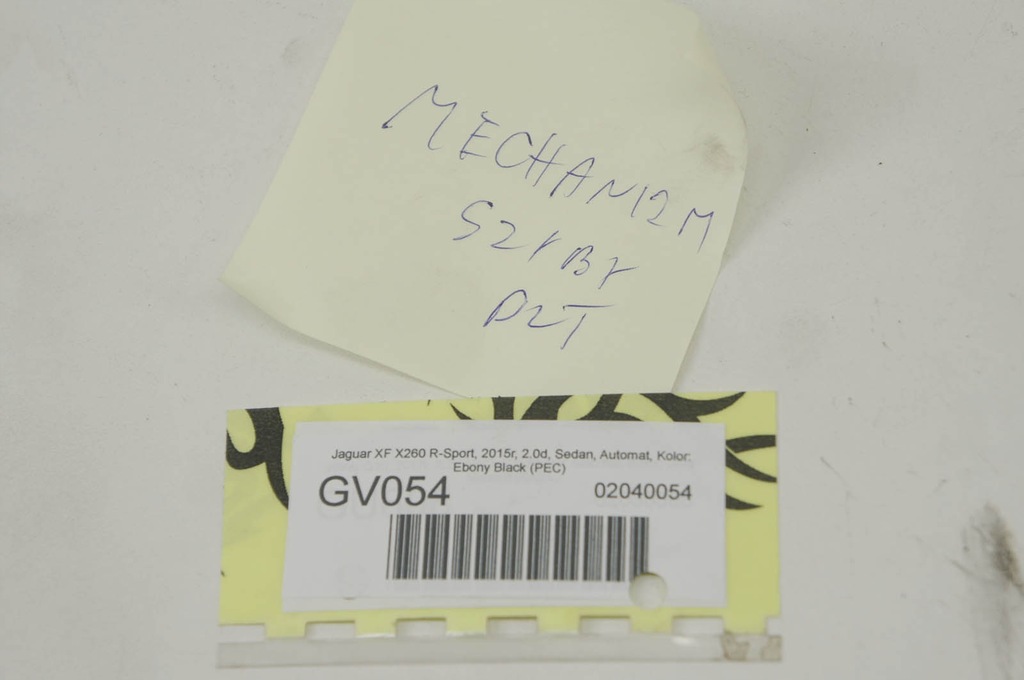 MECHANIZM
SZYBY
PZT
Jaguar XF X260 R-Sport, 2015r, 2.0d, Sedan, Automat, Kolor:
Ebony Black (PEC)
GV054 02040054